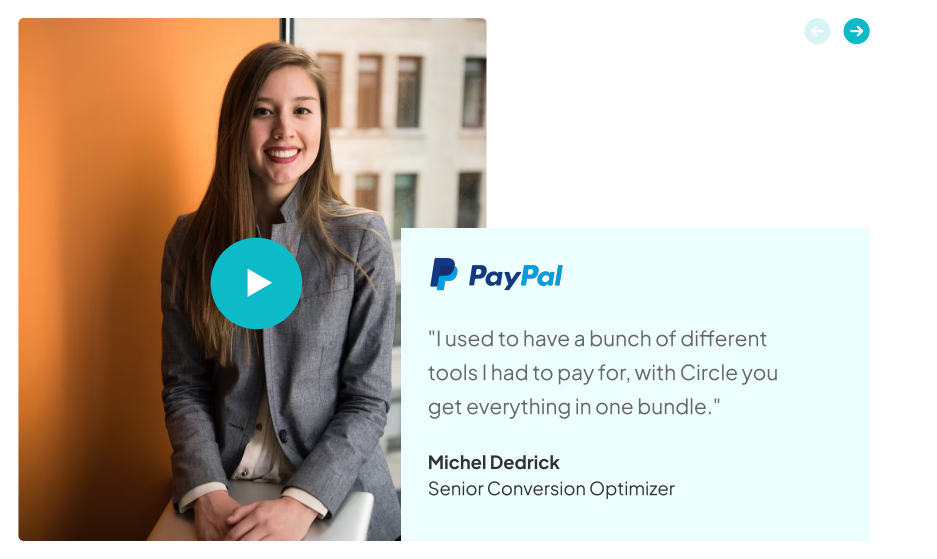 PayPal
"I used to have a bunch of different
tools I had to pay for, with Circle you
get everything in one bundle."
Michel Dedrick
Senior Conversion Optimizer